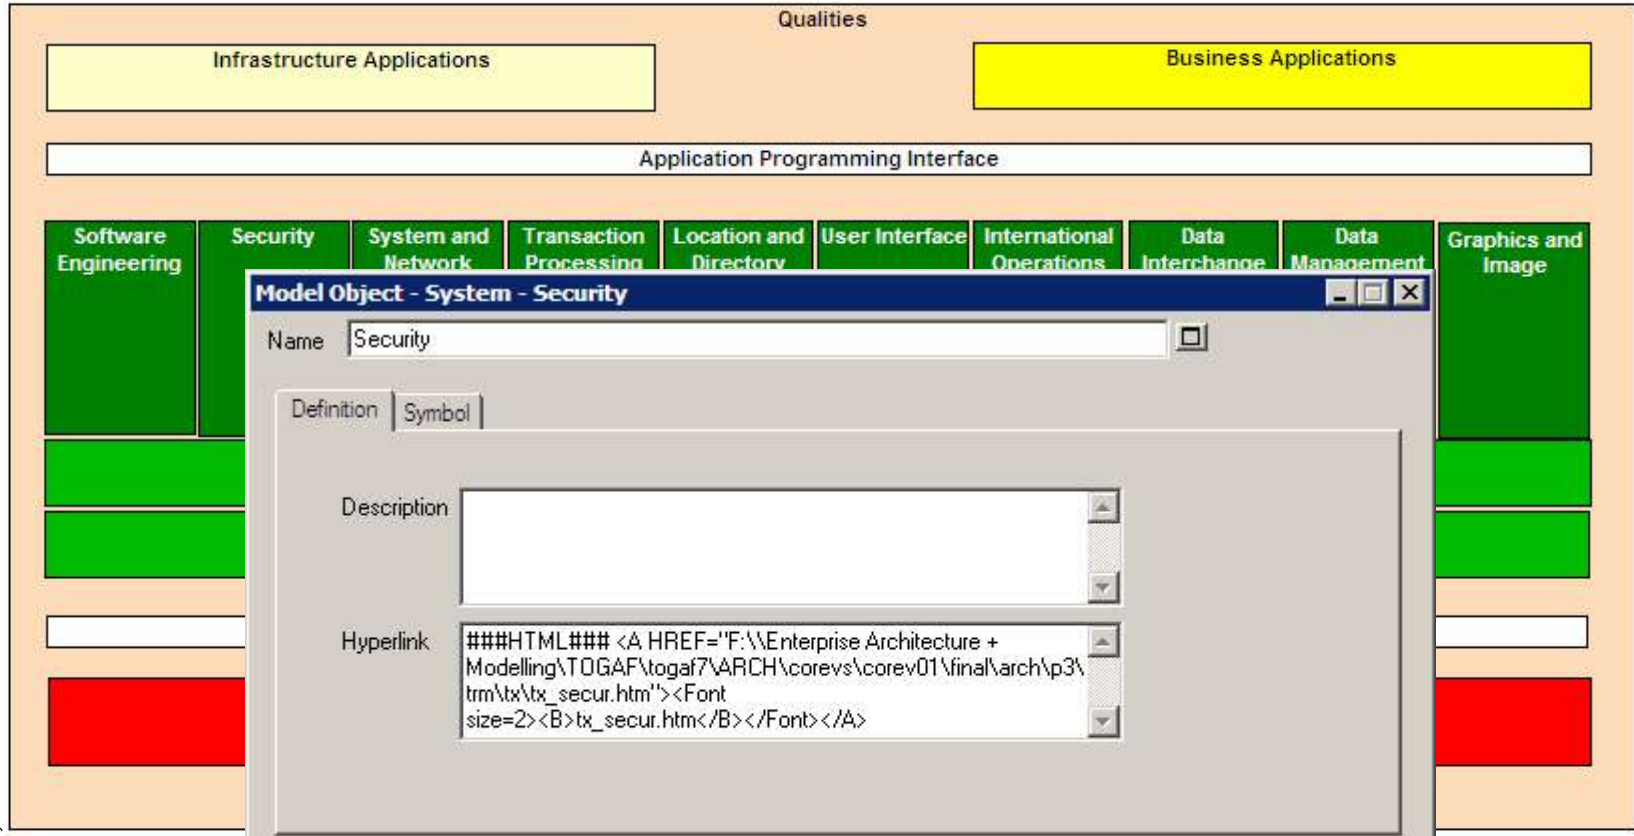 Qualities
Infrastructure Applications
Business Applications
Application Programming Interface
Software
Engineering
Security
System and
Network
Transaction
Processing
Location and
Directory
User Interface
International
Operations
Data
Interchange
Data
Management
Graphics and
Image
Model Object - System - Security
Name
Security
Definition
Symbol
Description
Hyperlink
###HTML### <A HREF="F:\\Enterprise Architecture +
Modelling\TOGAF\togaf7\ARCH\corevs\corev01\final\arch\p3\
trm\tx\tx_secur.htm"><Font
size=2><B>tx_secur.htm</B></Font></A>